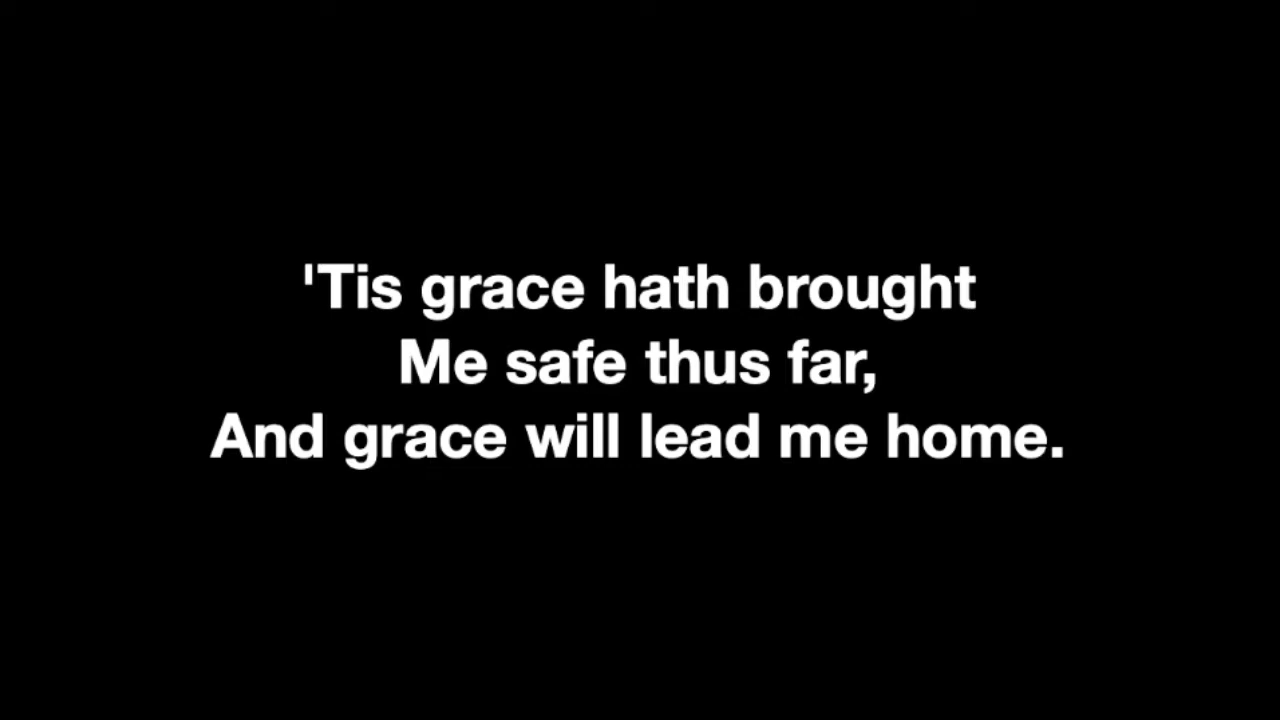 'Tis grace hath brought
Me safe thus far,
And grace will lead me home.